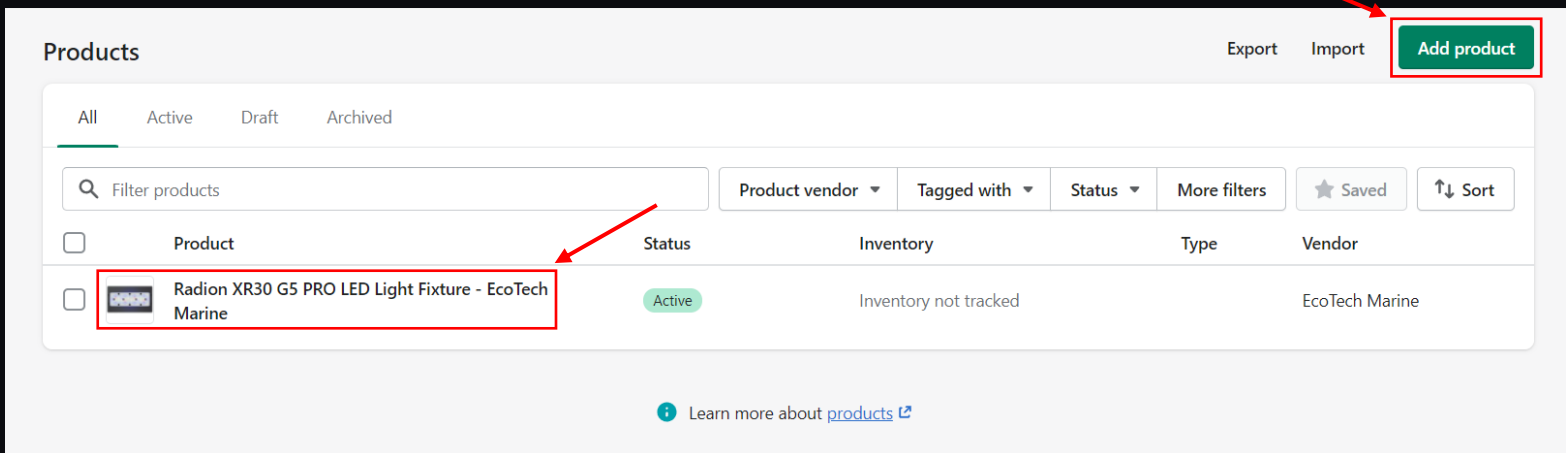 Products
Export Import Add product
All Active Draft Archived
Filter products Product vendor Tagged with Status More filters Saved Sort
Product Status Inventory Type Vendor
Radion XR30 G5 PRO LED Light Fixture - EcoTech
Marine
Active Inventory not tracked EcoTech Marine
Learn more about products